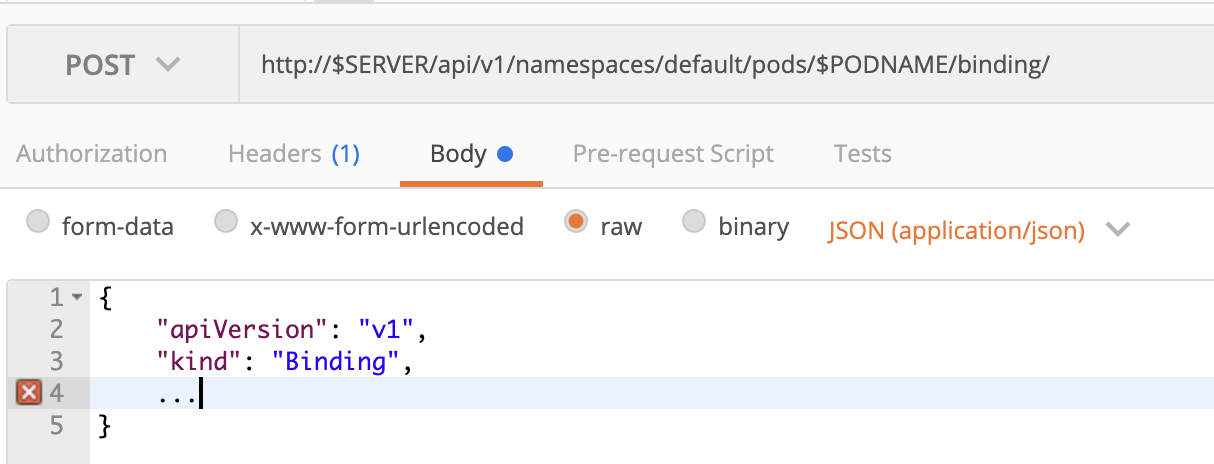 POST http://$SERVER/api/v1/namespaces/default/pods/$PODNAME/binding/
Authorization Headers (1) Body Pre-request Script Tests
form-data x-www-form-urlencoded raw binary JSON (application/json)
1 {
2 "apiVersion": "v1",
3 "kind": "Binding",
4 ...
5 }